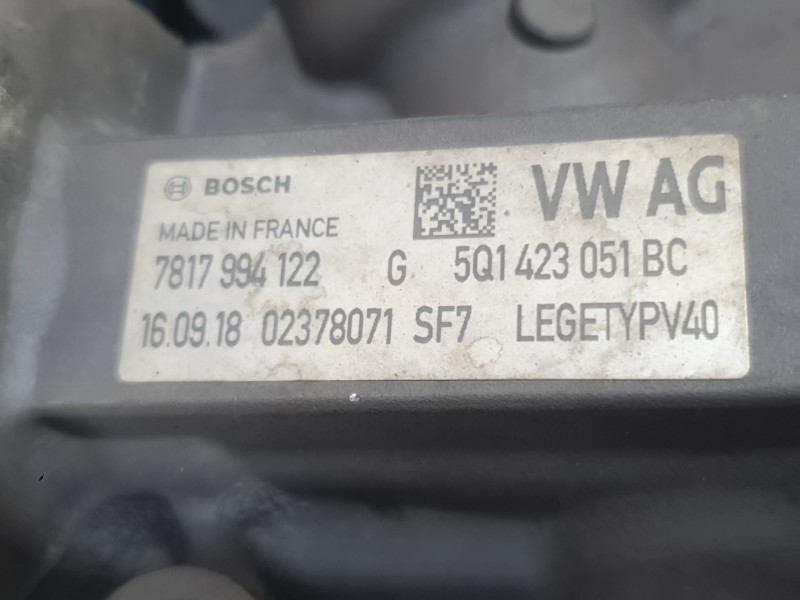 BOSCH
VW AG
MADE IN FRANCE
7817 994 122 G 5Q1 423 051 BC
16.09.18 02378071 SF7 LEGETYPV40